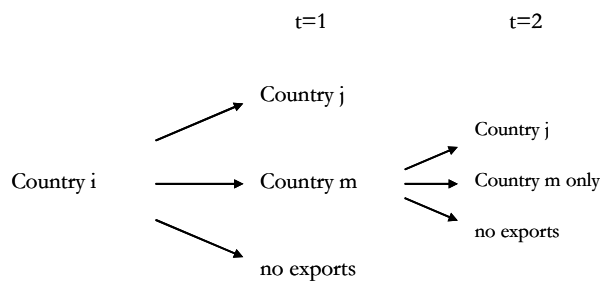 t=1
t=2
Country j
Country j
Country i
Country m
Country m only
no exports
no exports